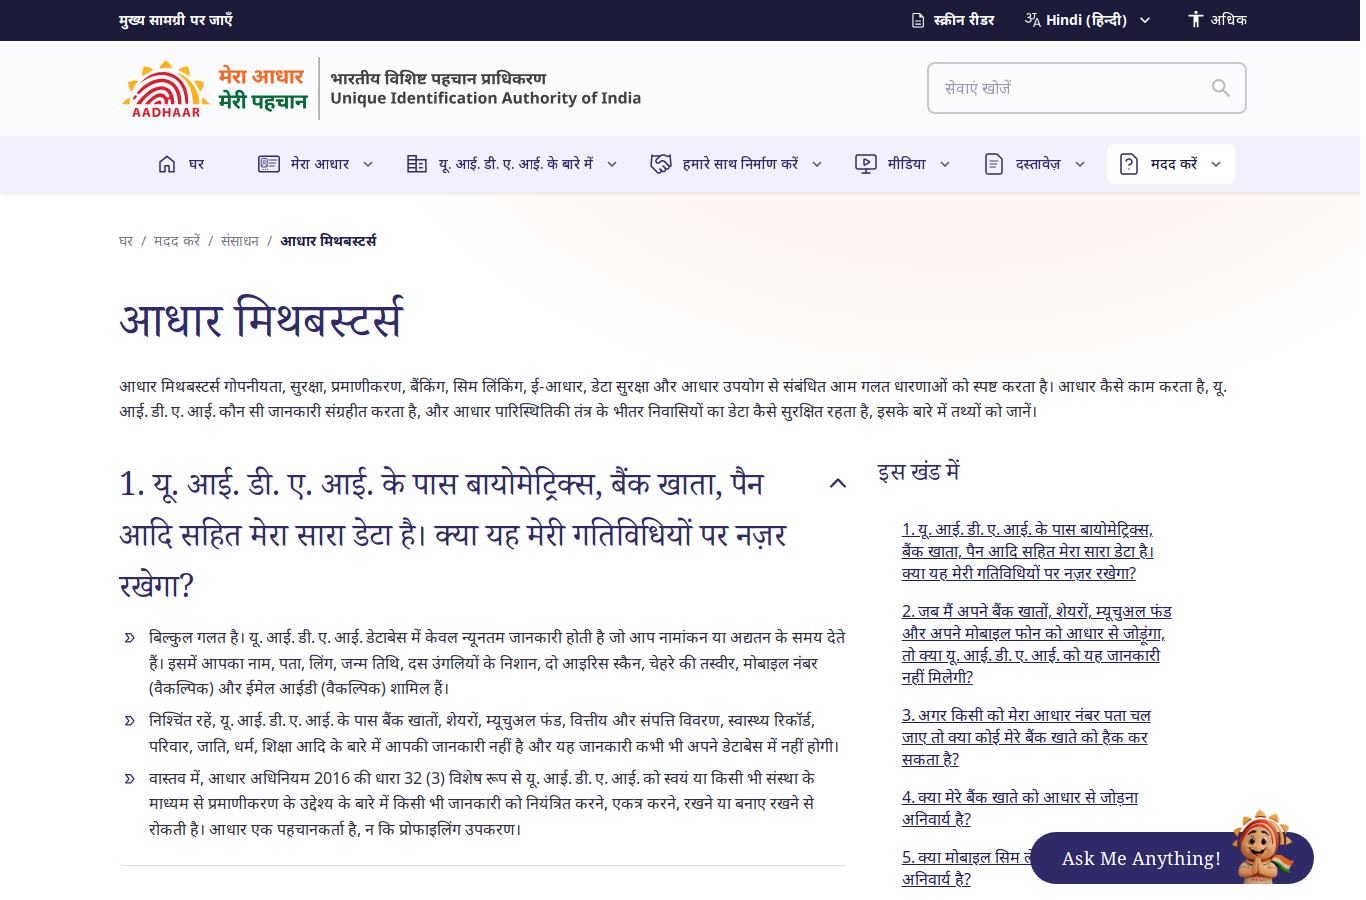 मुख्य सामग्री पर जाएँ
स्क्रीन रीडर
Hindi (हिन्दी)
अधिक
AADHAAR
मेरा आधार
मेरी पहचान
भारतीय विशिष्ट पहचान प्राधिकरण
Unique Identification Authority of India
सेवाएं खोजें
घर
मेरा आधार
यू. आई. डी. ए. आई. के बारे में
हमारे साथ निर्माण करें
मीडिया
दस्तावेज़
मदद करें
घर / मदद करें / संसाधन / आधार मिथबस्टर्स
आधार मिथबस्टर्स
आधार मिथबस्टर्स गोपनीयता, सुरक्षा, प्रमाणीकरण, बैंकिंग, सिम लिंकिंग, ई-आधार, डेटा सुरक्षा और आधार उपयोग से संबंधित आम गलत धारणाओं को स्पष्ट करता है। आधार कैसे काम करता है, यू.
आई. डी. ए. आई. कौन सी जानकारी संग्रहीत करता है, और आधार पारिस्थितिकी तंत्र के भीतर निवासियों का डेटा कैसे सुरक्षित रहता है, इसके बारे में तथ्यों को जानें।
1. यू. आई. डी. ए. आई. के पास बायोमेट्रिक्स, बैंक खाता, पैन
आदि सहित मेरा सारा डेटा है। क्या यह मेरी गतिविधियों पर नज़र
रखेगा?
बिल्कुल गलत है। यू. आई. डी. ए. आई. डेटाबेस में केवल न्यूनतम जानकारी होती है जो आप नामांकन या अद्यतन के समय देते
हैं। इसमें आपका नाम, पता, लिंग, जन्म तिथि, दस उंगलियों के निशान, दो आइरिस स्कैन, चेहरे की तस्वीर, मोबाइल नंबर
(वैकल्पिक) और ईमेल आईडी (वैकल्पिक) शामिल हैं।
निश्चिंत रहें, यू. आई. डी. ए. आई. के पास बैंक खातों, शेयरों, म्यूचुअल फंड, वित्तीय और संपत्ति विवरण, स्वास्थ्य रिकॉर्ड,
परिवार, जाति, धर्म, शिक्षा आदि के बारे में आपकी जानकारी नहीं है और यह जानकारी कभी भी अपने डेटाबेस में नहीं होगी।
वास्तव में, आधार अधिनियम 2016 की धारा 32 (3) विशेष रूप से यू. आई. डी. ए. आई. को स्वयं या किसी भी संस्था के
माध्यम से प्रमाणीकरण के उद्देश्य के बारे में किसी भी जानकारी को नियंत्रित करने, एकत्र करने, रखने या बनाए रखने से
रोकती है। आधार एक पहचानकर्ता है, न कि प्रोफाइलिंग उपकरण।
इस खंड में
1. यू. आई. डी. ए. आई. के पास बायोमेट्रिक्स,
बैंक खाता, पैन आदि सहित मेरा सारा डेटा है।
क्या यह मेरी गतिविधियों पर नज़र रखेगा?
2. जब मैं अपने बैंक खातों, शेयरों, म्यूचुअल फंड
और अपने मोबाइल फोन को आधार से जोड़ूंगा,
तो क्या यू. आई. डी. ए. आई. को यह जानकारी
नहीं मिलेगी?
3. अगर किसी को मेरा आधार नंबर पता चल
जाए तो क्या कोई मेरे बैंक खाते को हैक कर
सकता है?
4. क्या मेरे बैंक खाते को आधार से जोड़ना
अनिवार्य है?
5. क्या मोबाइल सिम
अनिवार्य है?
Ask Me Anything!